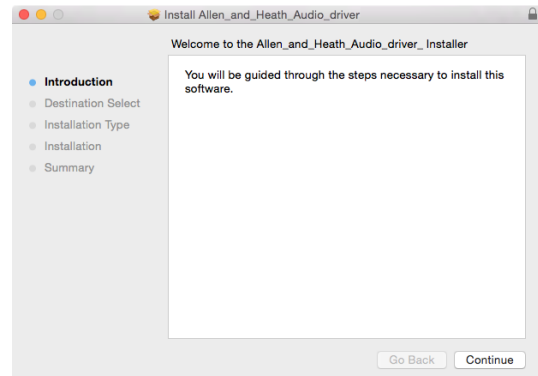 Install Allen_and_Heath_Audio_driver
Welcome to the Allen_and_Heath_Audio_driver_ Installer
Introduction
Destination Select
Installation Type
Installation
Summary
You will be guided through the steps necessary to install this
software.
Go Back
Continue